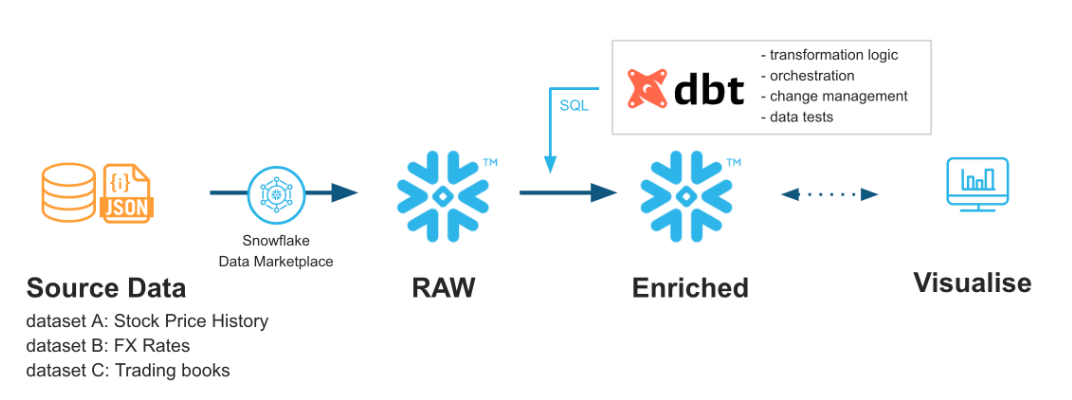 - transformation logic
- orchestration
- change management
- data tests
dbt
SQL
{i}
JSON
Snowflake
Data Marketplace
TM
TM
Source Data
RAW
Enriched
Visualise
dataset A: Stock Price History
dataset B: FX Rates
dataset C: Trading books